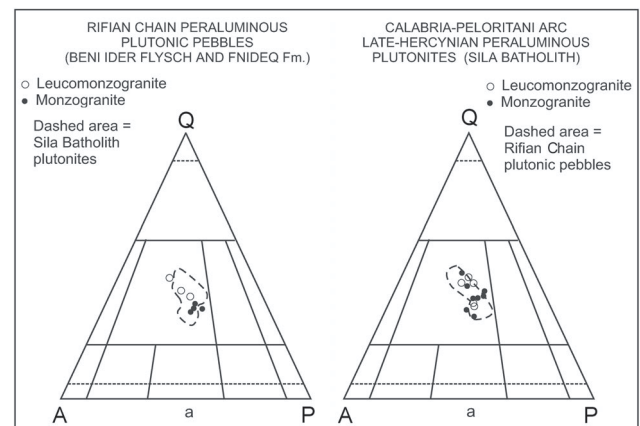 RIFIAN CHAIN PERALUMINOUS
PLUTONIC PEBBLES
(BENI IDER FLYSCH AND FNIDEQ Fm.)
Leucomonzogranite
Monzogranite
Dashed area =
Sila Batholith
plutonites
Q
A
a
P
CALABRIA-PELORITANI ARC
LATE-HERCYNIAN PERALUMINOUS
PLUTONITES (SILA BATHOLITH)
Leucomonzogranite
Monzogranite
Dashed area =
Rifian Chain
plutonic pebbles
Q
A
a
P